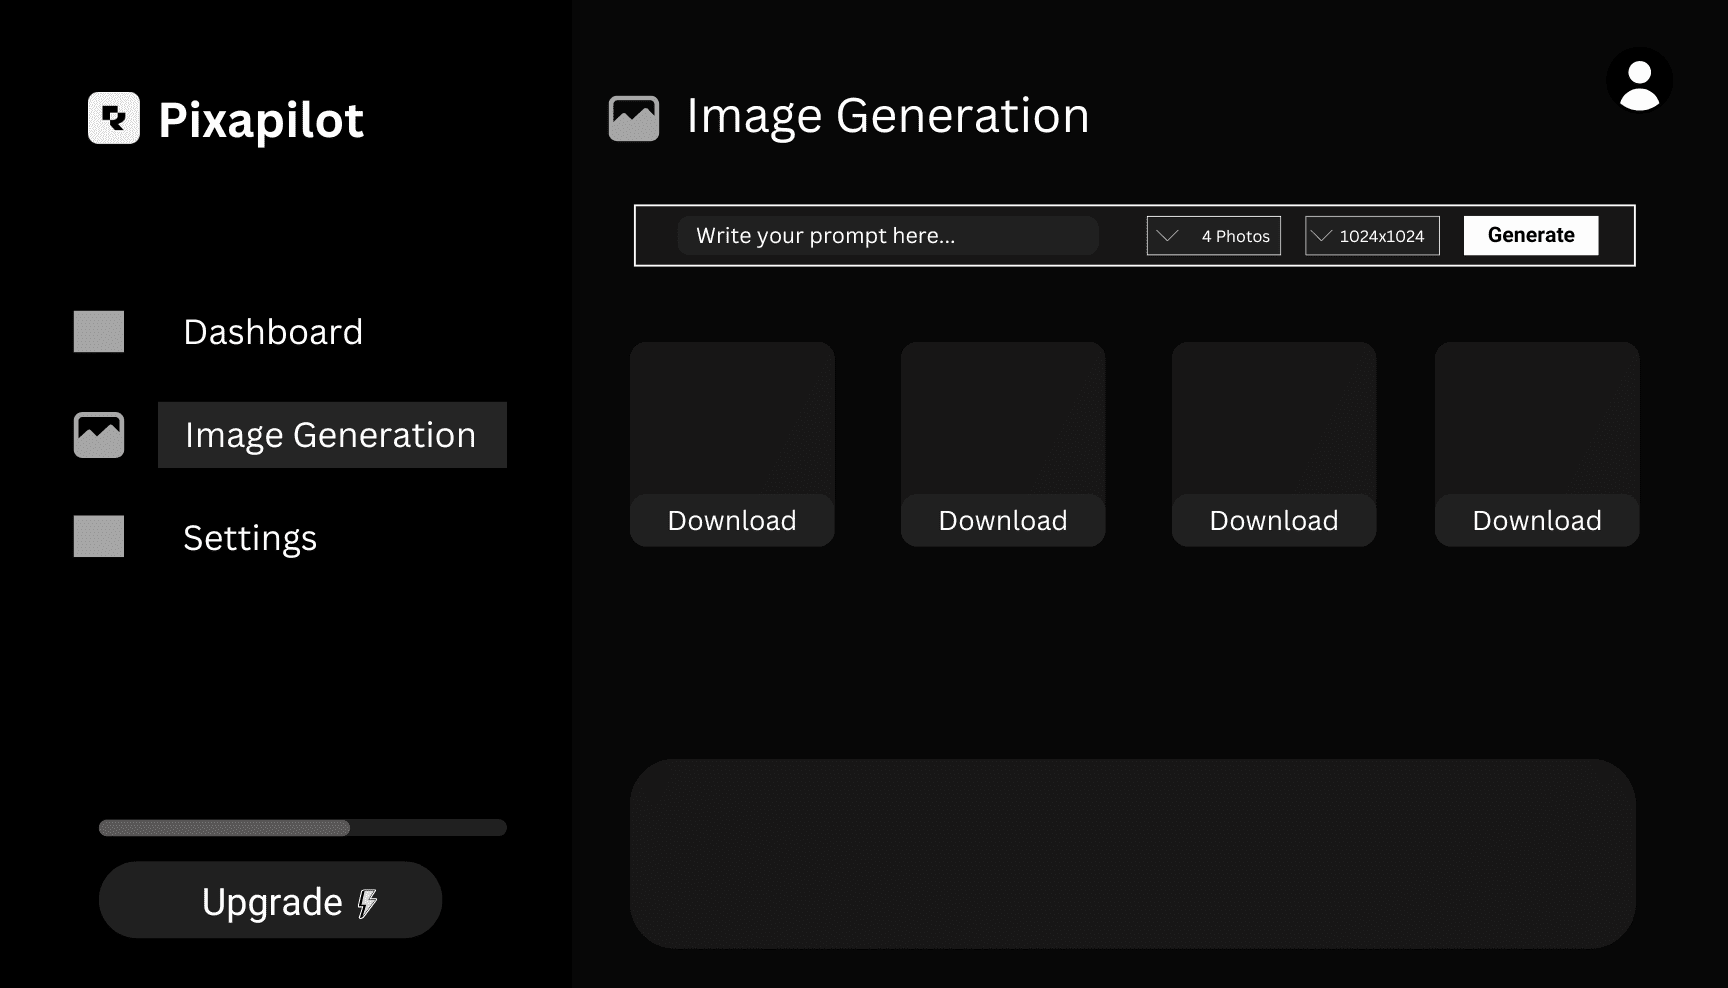 Pixapilot
Image Generation
Write your prompt here...
4 Photos
1024x1024
Generate
Dashboard
Image Generation
Settings
Download
Download
Download
Download
Upgrade